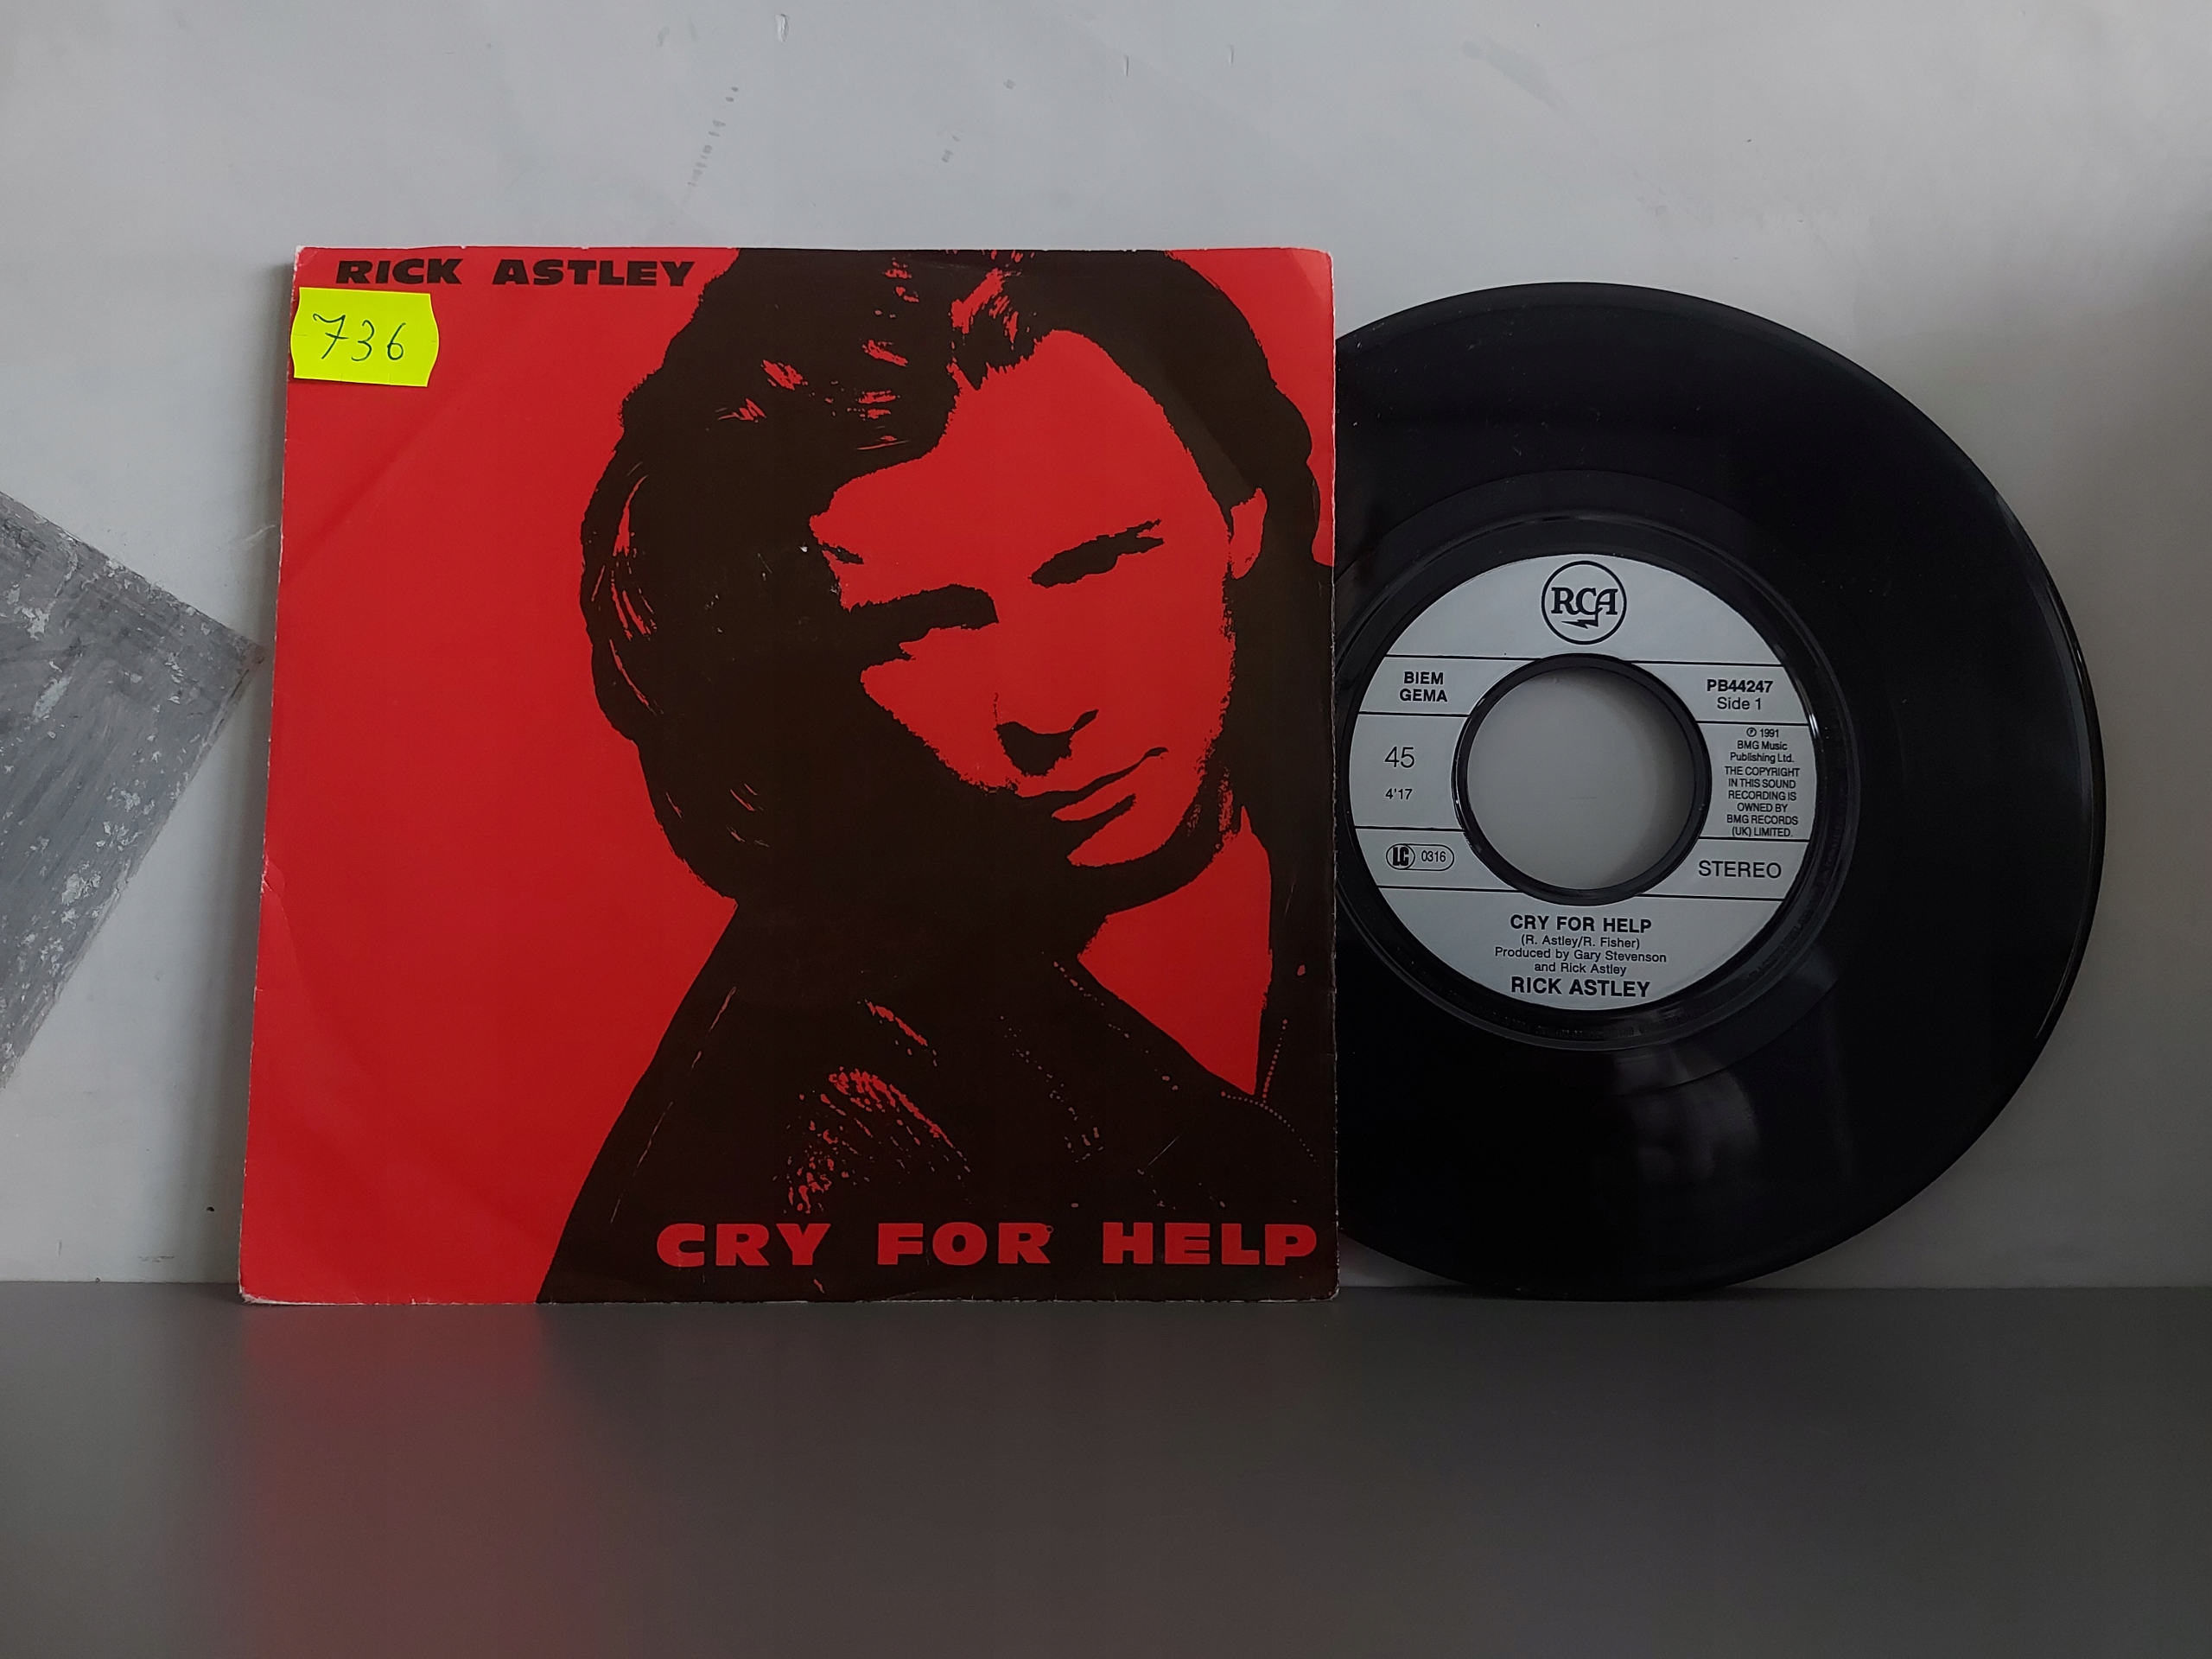 RICK ASTLEY
736
CRY FOR HELP
RCA
BIEM
GEMA
45
4'17
LC 0316
PB44247
Side 1
℗ 1991
BMG Music
Publishing Ltd.
THE COPYRIGHT
IN THIS SOUND
RECORDING IS
OWNED BY
BMG RECORDS
(UK) LIMITED.
STEREO
CRY FOR HELP
(R. Astley/R. Fisher)
Produced by Gary Stevenson
and Rick Astley
RICK ASTLEY